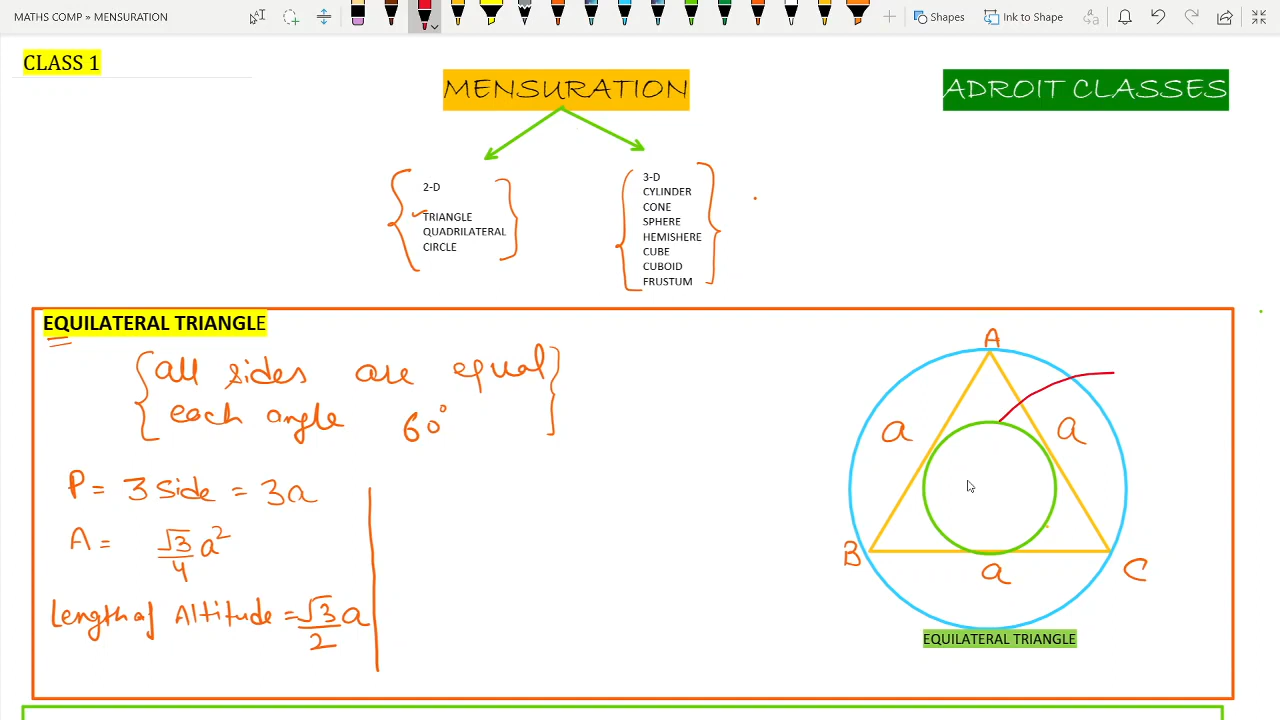 MATHS COMP » MENSURATION
Shapes
Ink to Shape
CLASS 1
MENSURATION
ADROIT CLASSES
2-D
TRIANGLE
QUADRILATERAL
CIRCLE
3-D
CYLINDER
CONE
SPHERE
HEMISHERE
CUBE
CUBOID
FRUSTUM
EQUILATERAL TRIANGLE
all sides are equal
each angle 60°
P = 3 side = 3a
A = √3/4 a²
Length of Altitude = √3/2 a
A
a
a
B
a
C
EQUILATERAL TRIANGLE